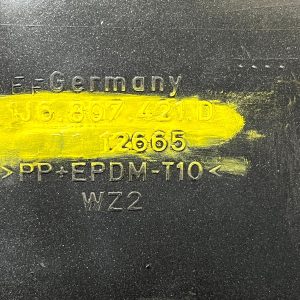 Germany
1J6.807.421.D
12665
>PP+EPDM-T10<
WZ2